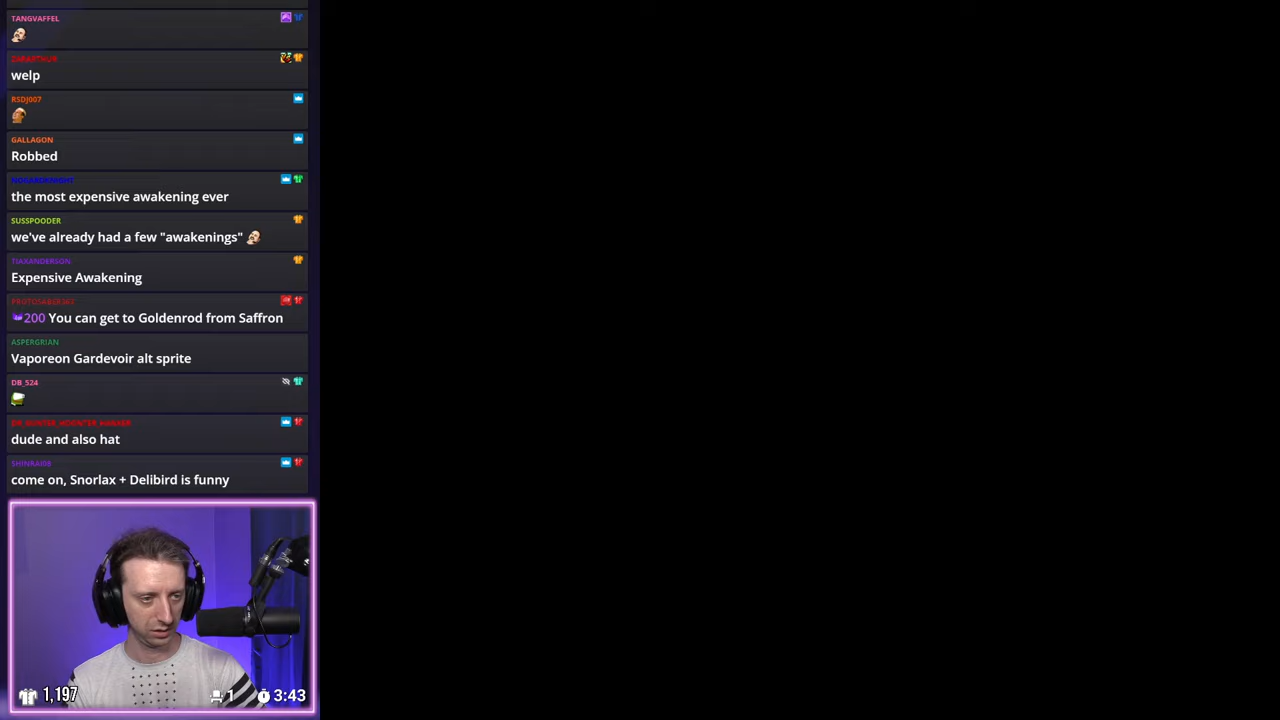 TANGVAFFEL
welp
RSDJ007
GALLAGON
Robbed
the most expensive awakening ever
SUSSPOODER
we've already had a few "awakenings"
TIAXANDERSON
Expensive Awakening
200 You can get to Goldenrod from Saffron
ASPERGRIAN
Vaporeon Gardevoir alt sprite
DB_524
dude and also hat
come on, Snorlax + Delibird is funny
1,197
1
3:43